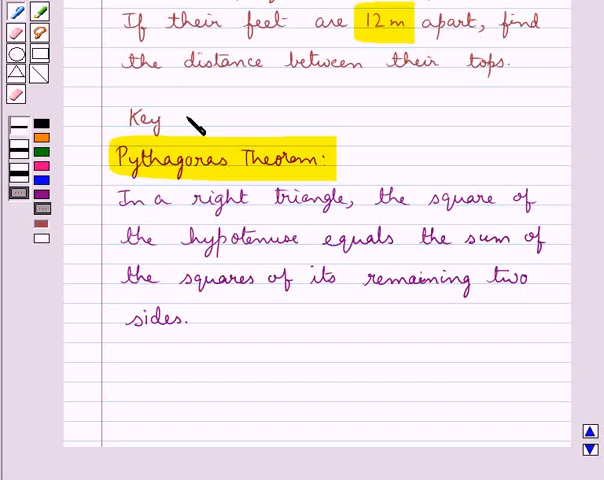 If their feet are 12m apart, find
the distance between their tops.
Key
Pythagoras Theorem:
In a right triangle, the square of
the hypotenuse equals the sum of
the squares of its remaining two
sides.